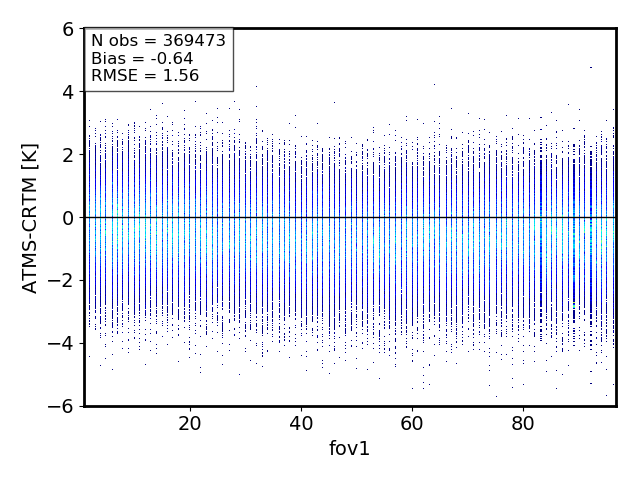 N obs = 369473
Bias = -0.64
RMSE = 1.56
6
4
2
0
−2
−4
−6
ATMS-CRTM [K]
20 40 60 80
fov1